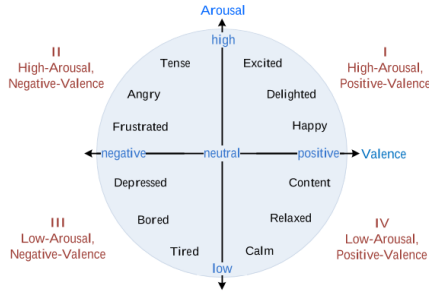 Arousal
high
II
High-Arousal,
Negative-Valence
I
High-Arousal,
Positive-Valence
Tense
Excited
Angry
Delighted
Frustrated
Happy
negative
neutral
positive
Valence
Depressed
Content
Bored
Relaxed
III
Low-Arousal,
Negative-Valence
IV
Low-Arousal,
Positive-Valence
Tired
Calm
low